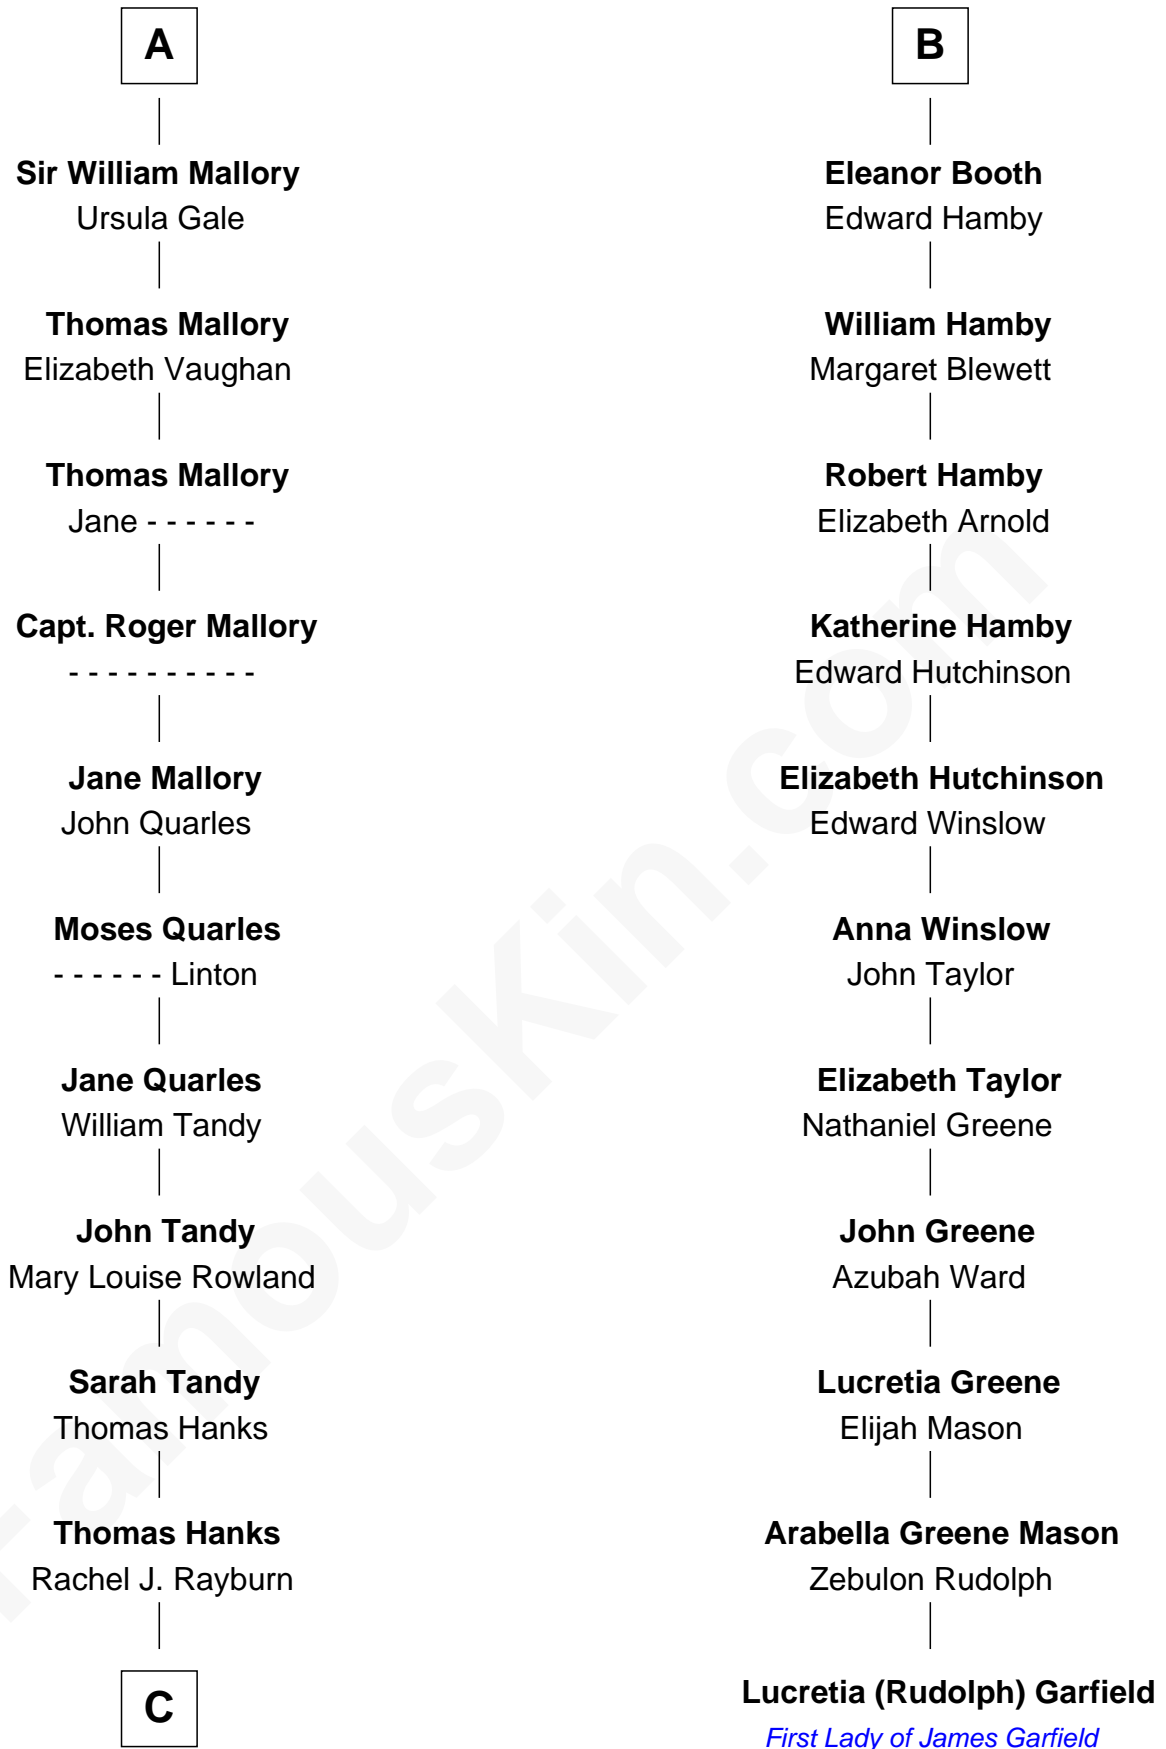 A
Sir William Mallory
Ursula Gale
Thomas Mallory
Elizabeth Vaughan
Thomas Mallory
Jane - - - - - -
Capt. Roger Mallory
- - - - - - - - - -
Jane Mallory
John Quarles
Moses Quarles
- - - - - - Linton
Jane Quarles
William Tandy
John Tandy
Mary Louise Rowland
Sarah Tandy
Thomas Hanks
Thomas Hanks
Rachel J. Rayburn
C
B
Eleanor Booth
Edward Hamby
William Hamby
Margaret Blewett
Robert Hamby
Elizabeth Arnold
Katherine Hamby
Edward Hutchinson
Elizabeth Hutchinson
Edward Winslow
Anna Winslow
John Taylor
Elizabeth Taylor
Nathaniel Greene
John Greene
Azubah Ward
Lucretia Greene
Elijah Mason
Arabella Greene Mason
Zebulon Rudolph
Lucretia (Rudolph) Garfield
First Lady of James Garfield
FamousKin.com